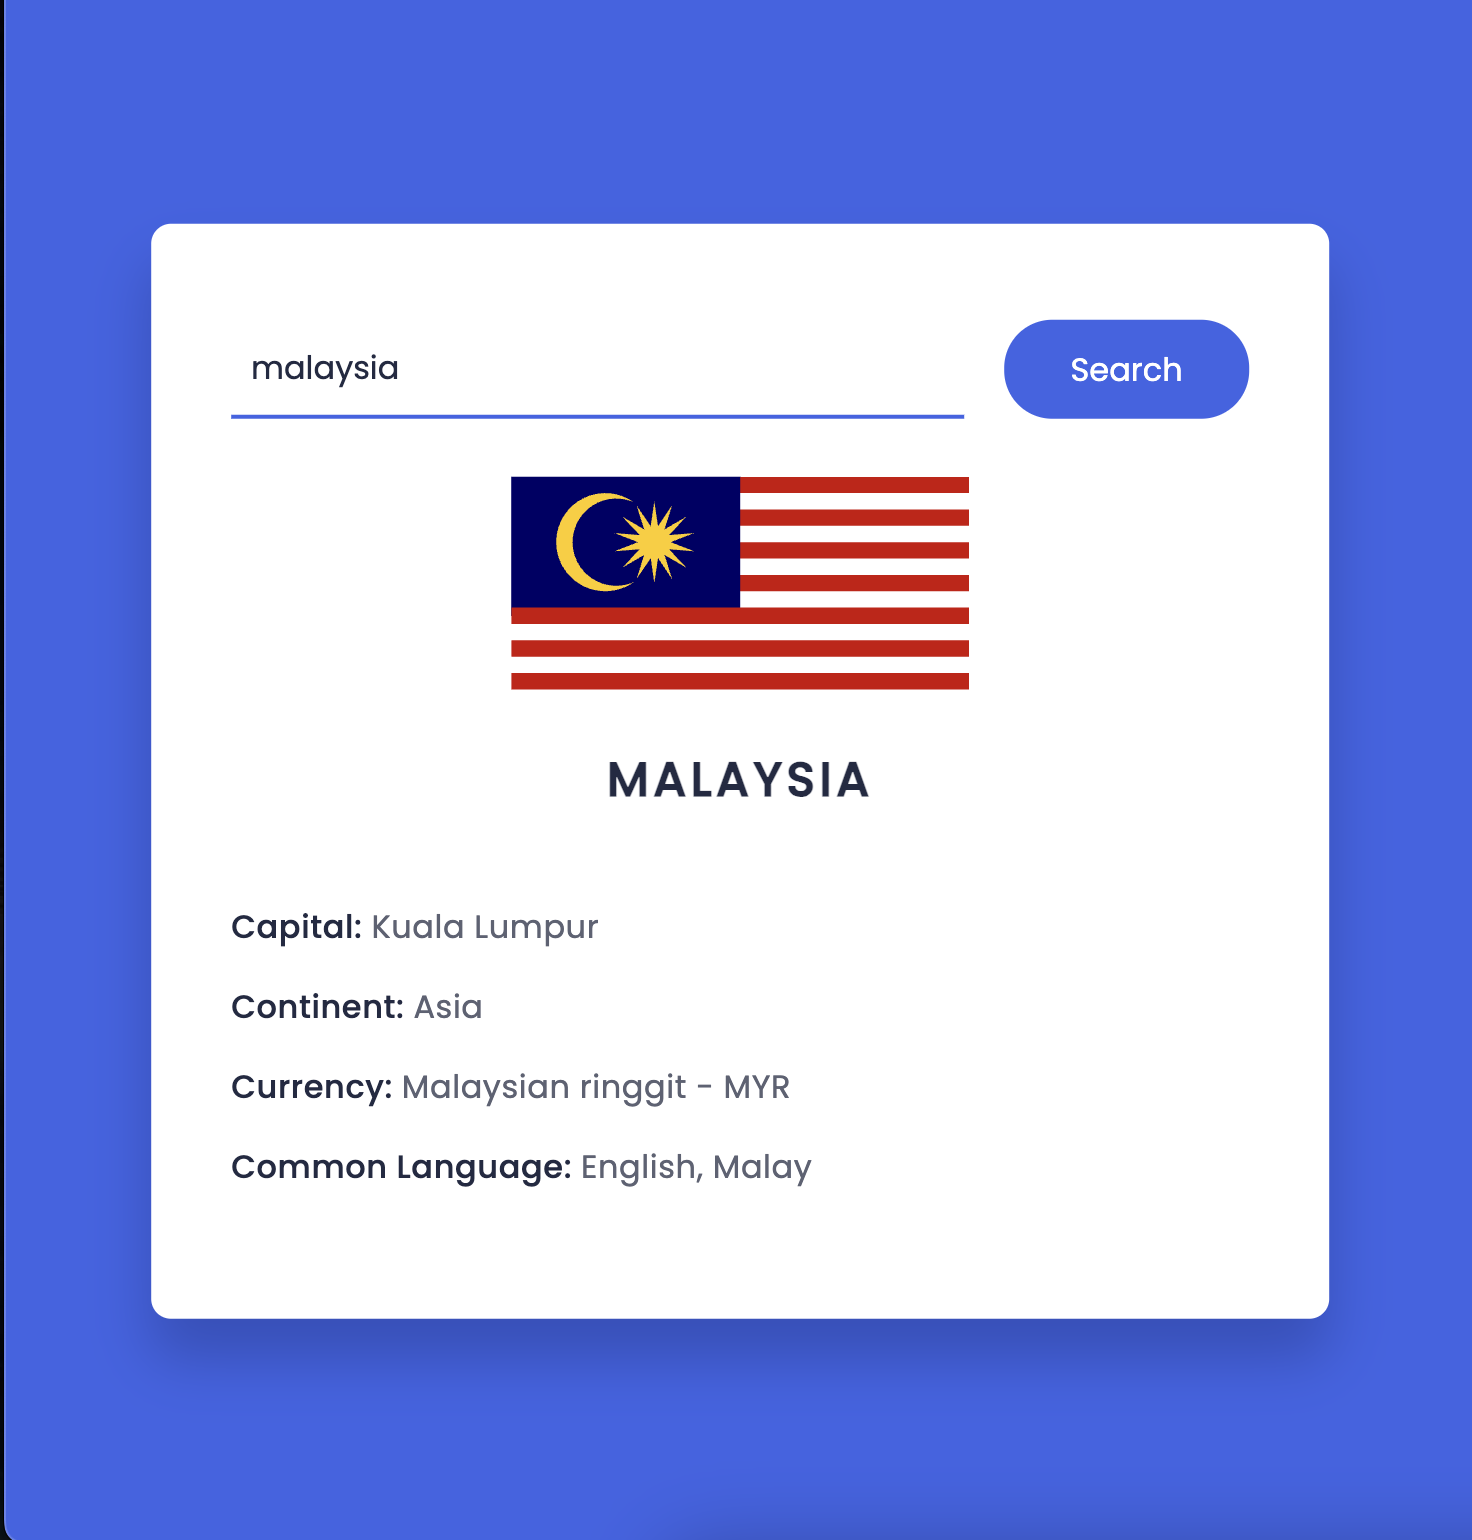 malaysia
Search
MALAYSIA
Capital: Kuala Lumpur
Continent: Asia
Currency: Malaysian ringgit - MYR
Common Language: English, Malay